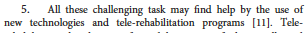 5. All these challenging task may find help by the use of
new technologies and tele-rehabilitation programs [11]. Tele-